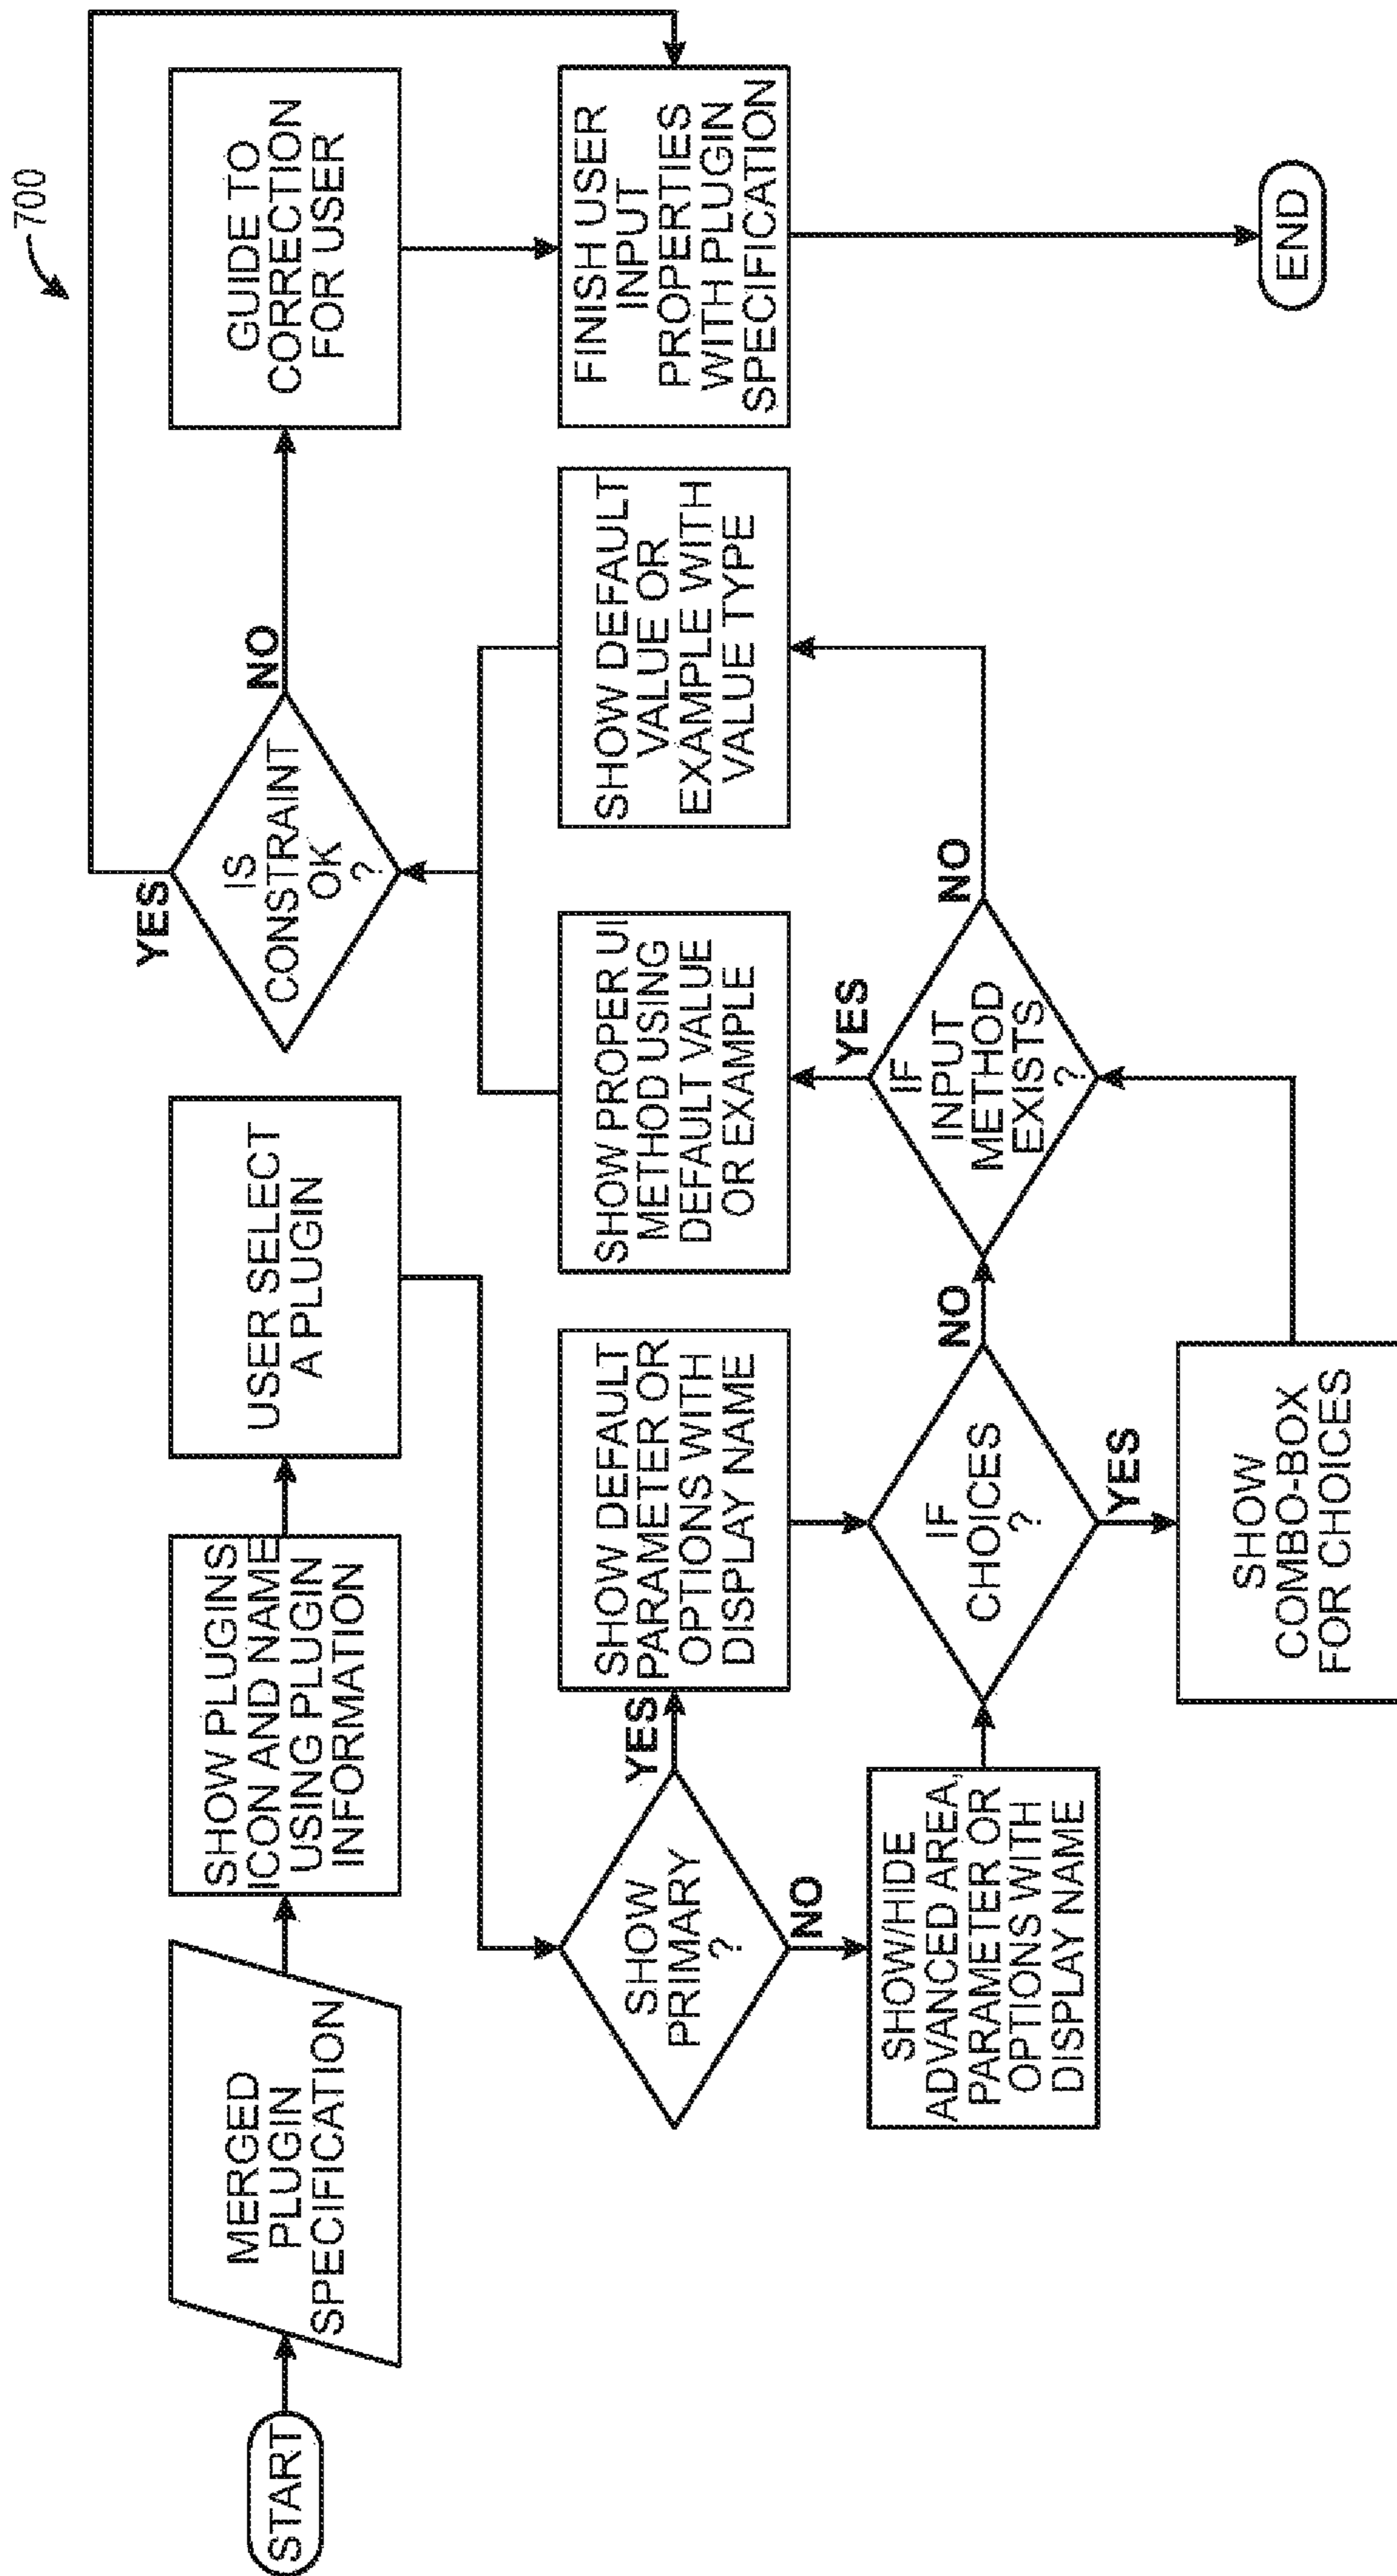 700
START
MERGED
PLUGIN
SPECIFICATION
SHOW PLUGINS
ICON AND NAME
USING PLUGIN
INFORMATION
USER SELECT
A PLUGIN
SHOW
PRIMARY
?
YES
NO
SHOW DEFAULT
PARAMETER OR
OPTIONS WITH
DISPLAY NAME
SHOW/HIDE
ADVANCED AREA,
PARAMETER OR
OPTIONS WITH
DISPLAY NAME
IF
CHOICES
?
NO
YES
SHOW
COMBO-BOX
FOR CHOICES
IF
INPUT
METHOD
EXISTS
?
YES
NO
SHOW PROPER UI
METHOD USING
DEFAULT VALUE
OR EXAMPLE
SHOW DEFAULT
VALUE OR
EXAMPLE WITH
VALUE TYPE
IS
CONSTRAINT
OK
?
YES
NO
GUIDE TO
CORRECTION
FOR USER
FINISH USER
INPUT
PROPERTIES
WITH PLUGIN
SPECIFICATION
END